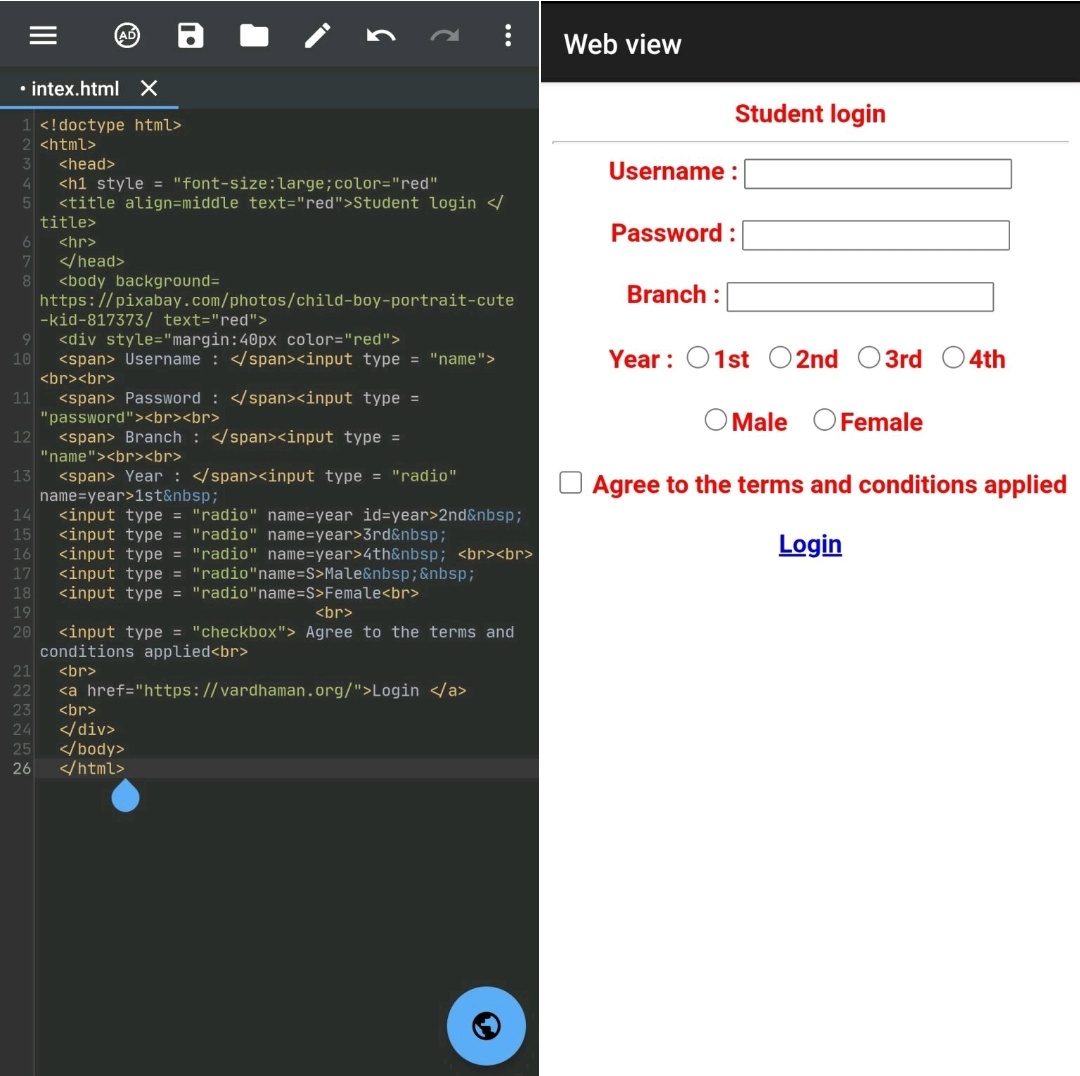 AD
• intex.html ×
1 <!doctype html>
2 <html>
3 <head>
4 <h1 style = "font-size:large;color="red"
5 <title align=middle text="red">Student login </
title>
6 <hr>
7 </head>
8 <body background=
https://pixabay.com/photos/child-boy-portrait-cute
-kid-817373/ text="red">
9 <div style="margin:40px color="red">
10 <span> Username : </span><input type = "name">
<br><br>
11 <span> Password : </span><input type =
"password"><br><br>
12 <span> Branch : </span><input type =
"name"><br><br>
13 <span> Year : </span><input type = "radio"
name=year>1st&nbsp;
14 <input type = "radio" name=year id=year>2nd&nbsp;
15 <input type = "radio" name=year>3rd&nbsp;
16 <input type = "radio" name=year>4th&nbsp; <br><br>
17 <input type = "radio"name=S>Male&nbsp;&nbsp;
18 <input type = "radio"name=S>Female<br>
19 <br>
20 <input type = "checkbox"> Agree to the terms and
conditions applied<br>
21 <br>
22 <a href="https://vardhaman.org/">Login </a>
23 <br>
24 </div>
25 </body>
26 </html>
Web view
Student login
Username :
Password :
Branch :
Year : 1st 2nd 3rd 4th
Male Female
Agree to the terms and conditions applied
Login